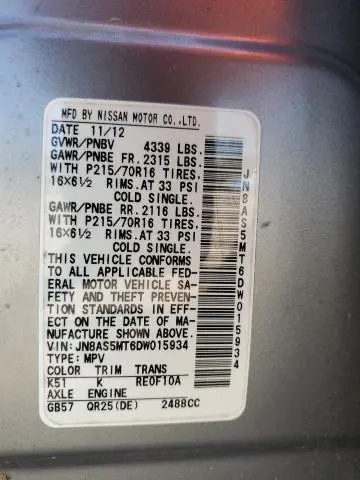 MFD BY NISSAN MOTOR CO.,LTD.
DATE 11/12
GVWR/PNBV 4339 LBS.
GAWR/PNBE FR. 2315 LBS.
WITH P215/70R16 TIRES,
16X6½ RIMS.AT 33 PSI
COLD SINGLE.
GAWR/PNBE RR. 2116 LBS.
WITH P215/70R16 TIRES,
16X6½ RIMS.AT 33 PSI
COLD SINGLE.
THIS VEHICLE CONFORMS
TO ALL APPLICABLE FED-
ERAL MOTOR VEHICLE SA-
FETY AND THEFT PREVEN-
TION STANDARDS IN EFF-
ECT ON THE DATE OF MA-
NUFACTURE SHOWN ABOVE.
VIN:JN8AS5MT6DW015934
TYPE: MPV
COLOR TRIM TRANS
K51 K RE0F10A
AXLE ENGINE
GB57 QR25(DE) 2488CC
JN8AS5MT6DW015934